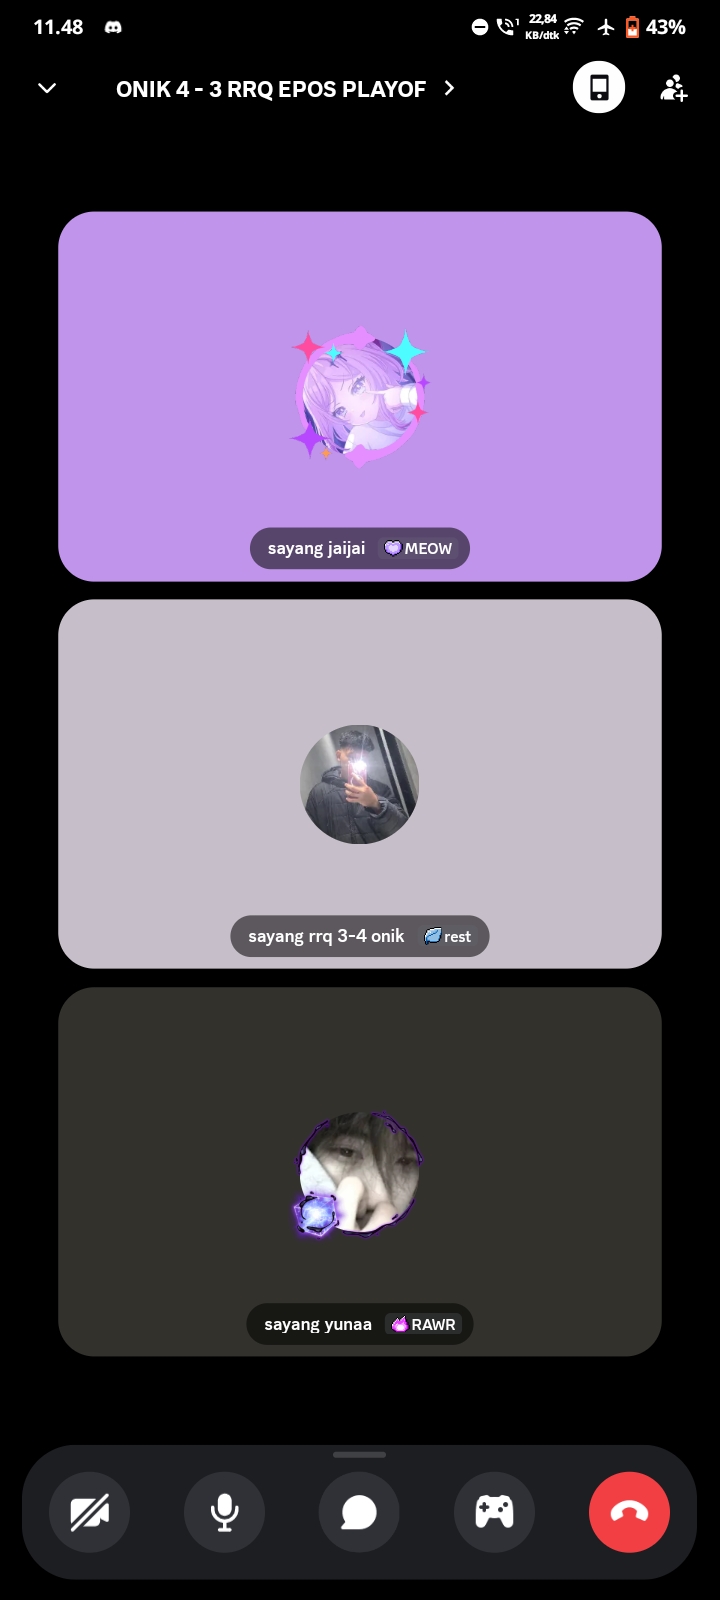 11.48
22,84
KB/dtk
1
43%
ONIK 4 - 3 RRQ EPOS PLAYOF
sayang jaijai MEOW
sayang rrq 3-4 onik rest
sayang yunaa RAWR